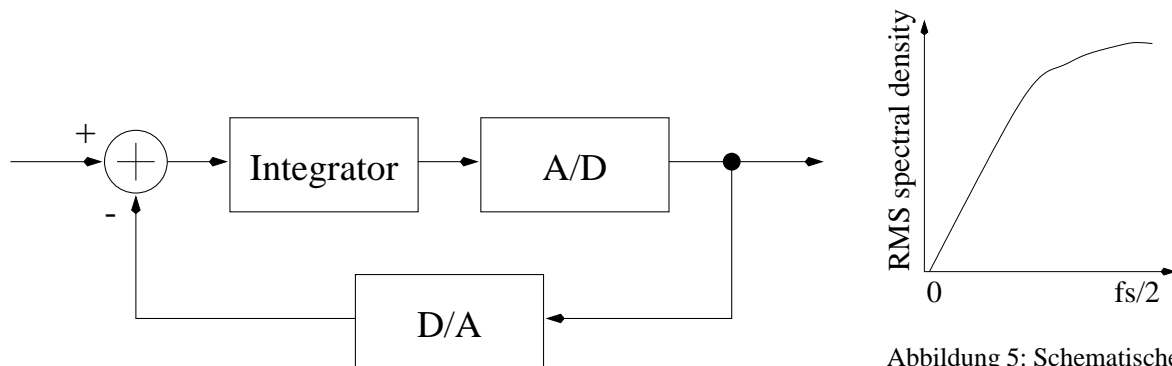 +
-
Integrator
A/D
D/A
RMS spectral density
0
fs/2
Abbildung 5: Schematische